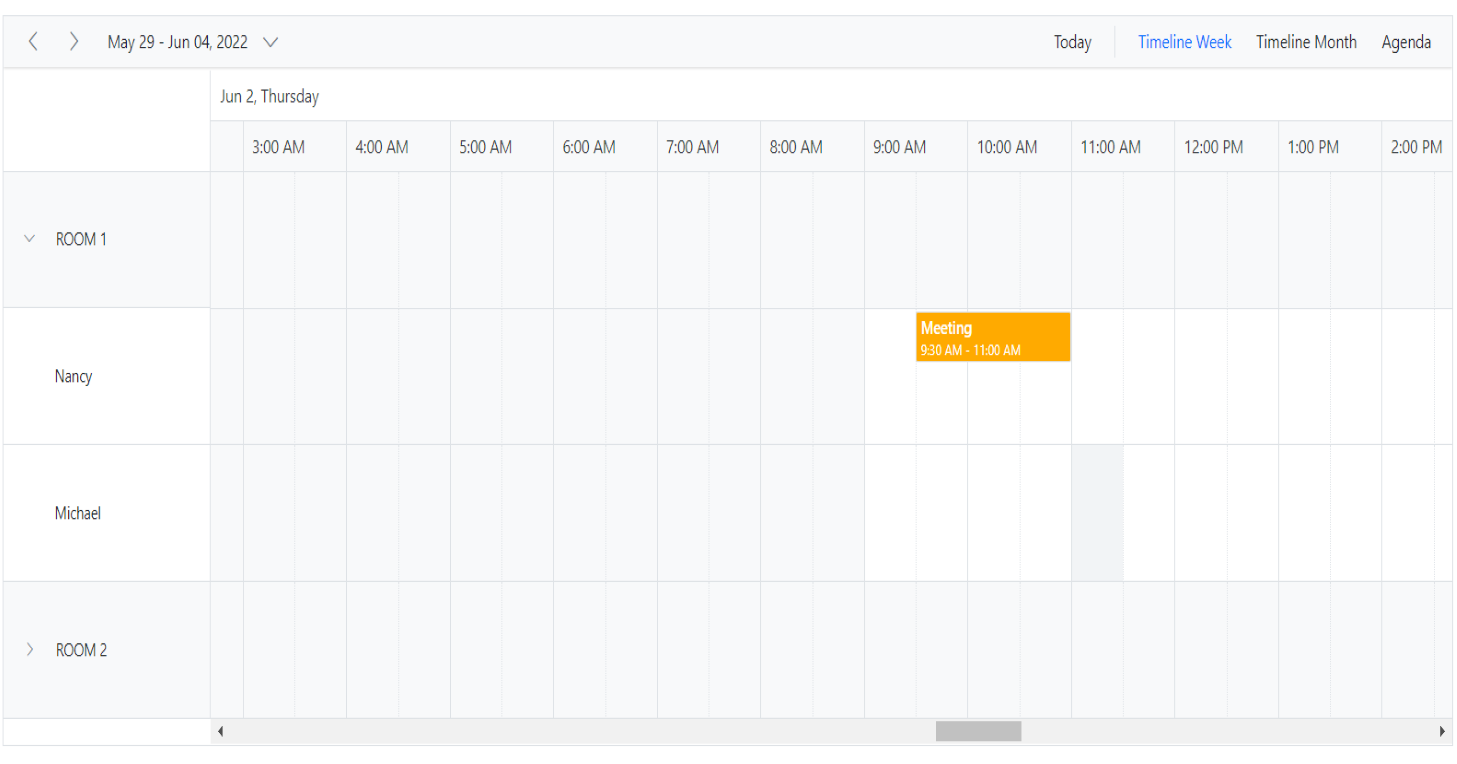 May 29 - Jun 04, 2022 Today Timeline Week Timeline Month Agenda
Jun 2, Thursday
3:00 AM 4:00 AM 5:00 AM 6:00 AM 7:00 AM 8:00 AM 9:00 AM 10:00 AM 11:00 AM 12:00 PM 1:00 PM 2:00 PM
ROOM 1
Meeting
9:30 AM - 11:00 AM
Nancy
Michael
ROOM 2